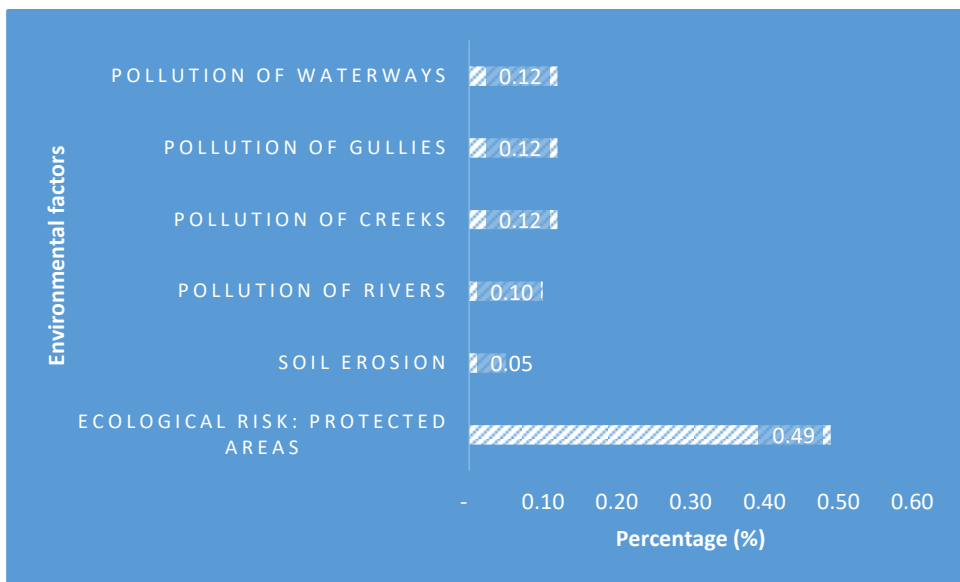 Environmental factors
POLLUTION OF WATERWAYS
0.12
POLLUTION OF GULLIES
0.12
POLLUTION OF CREEKS
0.12
POLLUTION OF RIVERS
0.10
SOIL EROSION
0.05
ECOLOGICAL RISK: PROTECTED
AREAS
0.49
- 0.10 0.20 0.30 0.40 0.50 0.60
Percentage (%)